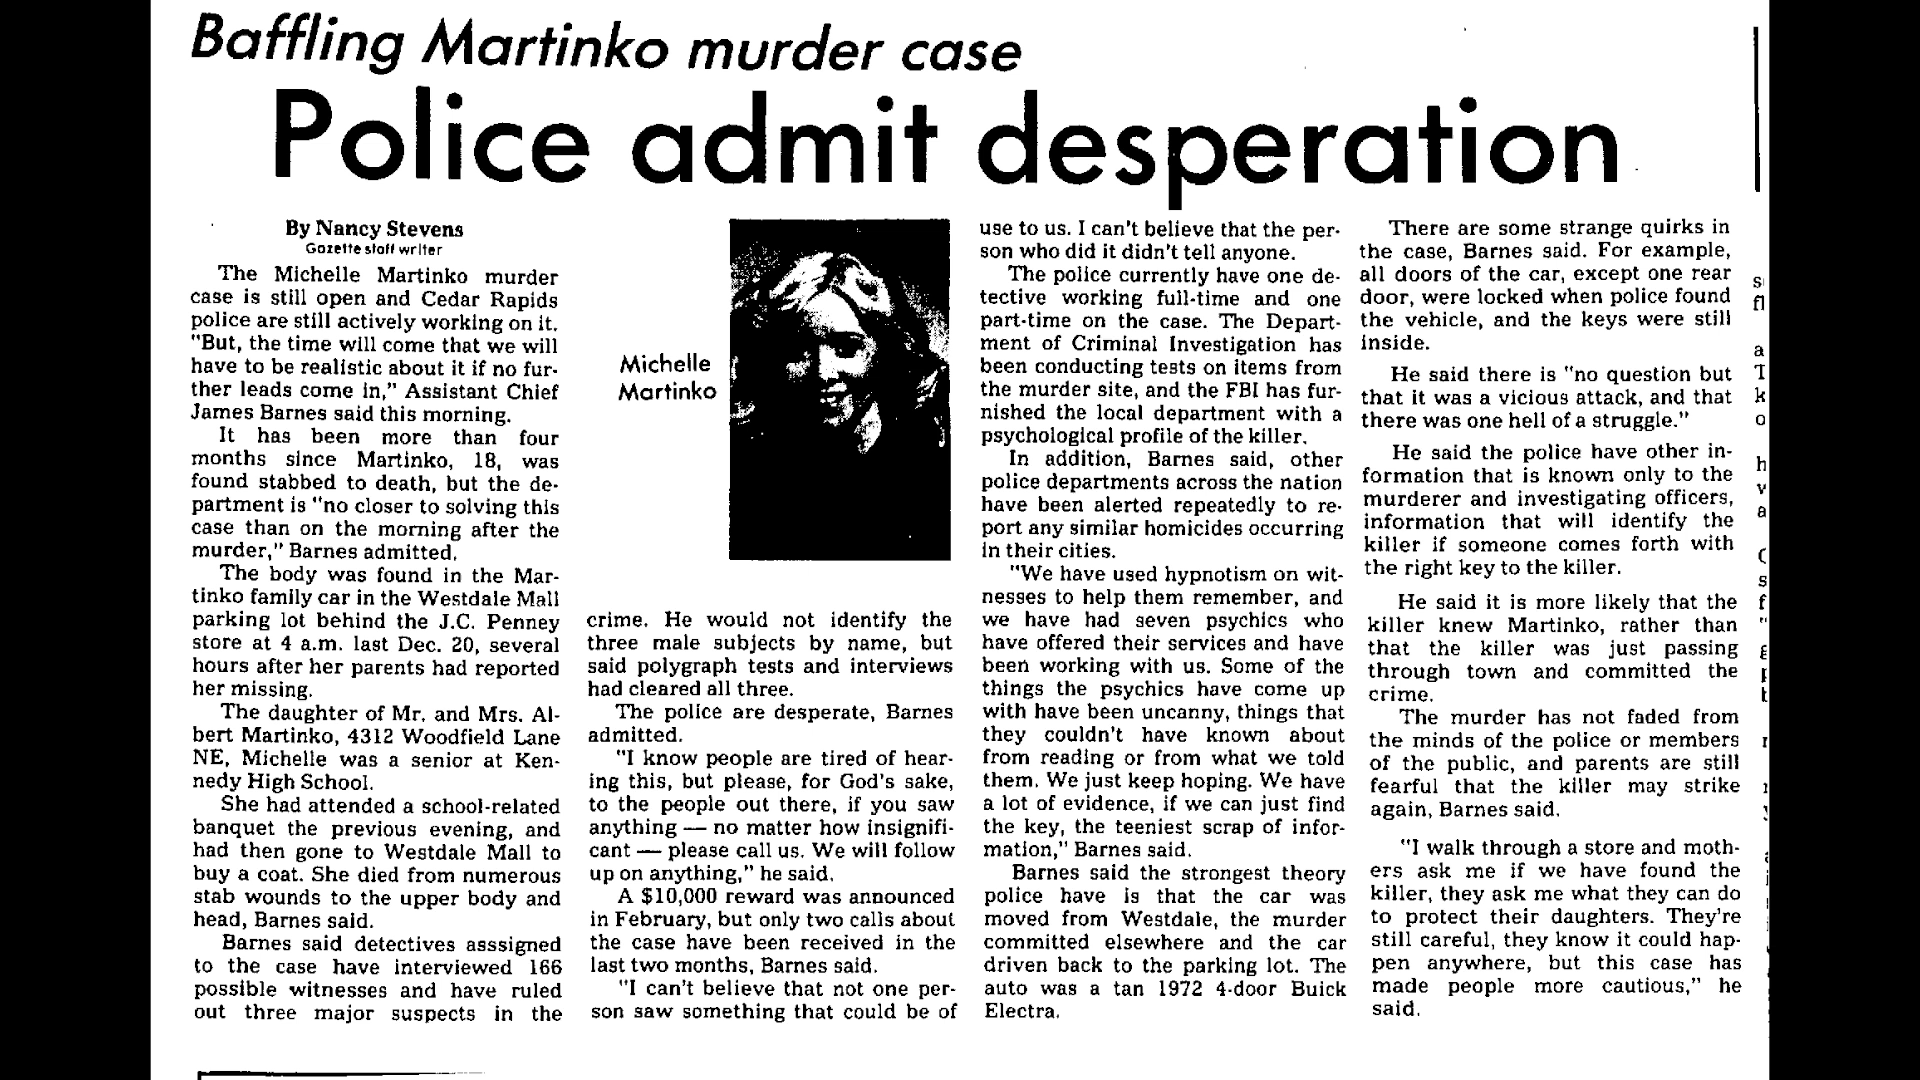 Baffling Martinko murder case
Police admit desperation
By Nancy Stevens
Gazette staff writer
The Michelle Martinko murder
case is still open and Cedar Rapids
police are still actively working on it.
"But, the time will come that we will
have to be realistic about it if no fur-
ther leads come in," Assistant Chief
James Barnes said this morning.
It has been more than four
months since Martinko, 18, was
found stabbed to death, but the de-
partment is "no closer to solving this
case than on the morning after the
murder," Barnes admitted.
The body was found in the Mar-
tinko family car in the Westdale Mall
parking lot behind the J.C. Penney
store at 4 a.m. last Dec. 20, several
hours after her parents had reported
her missing.
The daughter of Mr. and Mrs. Al-
bert Martinko, 4312 Woodfield Lane
NE, Michelle was a senior at Ken-
nedy High School.
She had attended a school-related
banquet the previous evening, and
had then gone to Westdale Mall to
buy a coat. She died from numerous
stab wounds to the upper body and
head, Barnes said.
Barnes said detectives asssigned
to the case have interviewed 166
possible witnesses and have ruled
out three major suspects in the
Michelle
Martinko
crime. He would not identify the
three male subjects by name, but
said polygraph tests and interviews
had cleared all three.
The police are desperate, Barnes
admitted.
"I know people are tired of hear-
ing this, but please, for God's sake,
to the people out there, if you saw
anything — no matter how insignifi-
cant — please call us. We will follow
up on anything," he said.
A $10,000 reward was announced
in February, but only two calls about
the case have been received in the
last two months, Barnes said.
"I can't believe that not one per-
son saw something that could be of
use to us. I can't believe that the per-
son who did it didn't tell anyone.
The police currently have one de-
tective working full-time and one
part-time on the case. The Depart-
ment of Criminal Investigation has
been conducting tests on items from
the murder site, and the FBI has fur-
nished the local department with a
psychological profile of the killer.
In addition, Barnes said, other
police departments across the nation
have been alerted repeatedly to re-
port any similar homicides occurring
in their cities.
"We have used hypnotism on wit-
nesses to help them remember, and
we have had seven psychics who
have offered their services and have
been working with us. Some of the
things the psychics have come up
with have been uncanny, things that
they couldn't have known about
from reading or from what we told
them. We just keep hoping. We have
a lot of evidence, if we can just find
the key, the teeniest scrap of infor-
mation," Barnes said.
Barnes said the strongest theory
police have is that the car was
moved from Westdale, the murder
committed elsewhere and the car
driven back to the parking lot. The
auto was a tan 1972 4-door Buick
Electra.
There are some strange quirks in
the case, Barnes said. For example,
all doors of the car, except one rear
door, were locked when police found
the vehicle, and the keys were still
inside.
He said there is "no question but
that it was a vicious attack, and that
there was one hell of a struggle."
He said the police have other in-
formation that is known only to the
murderer and investigating officers,
information that will identify the
killer if someone comes forth with
the right key to the killer.
He said it is more likely that the
killer knew Martinko, rather than
that the killer was just passing
through town and committed the
crime.
The murder has not faded from
the minds of the police or members
of the public, and parents are still
fearful that the killer may strike
again, Barnes said.
"I walk through a store and moth-
ers ask me if we have found the
killer, they ask me what they can do
to protect their daughters. They're
still careful, they know it could hap-
pen anywhere, but this case has
made people more cautious," he
said.